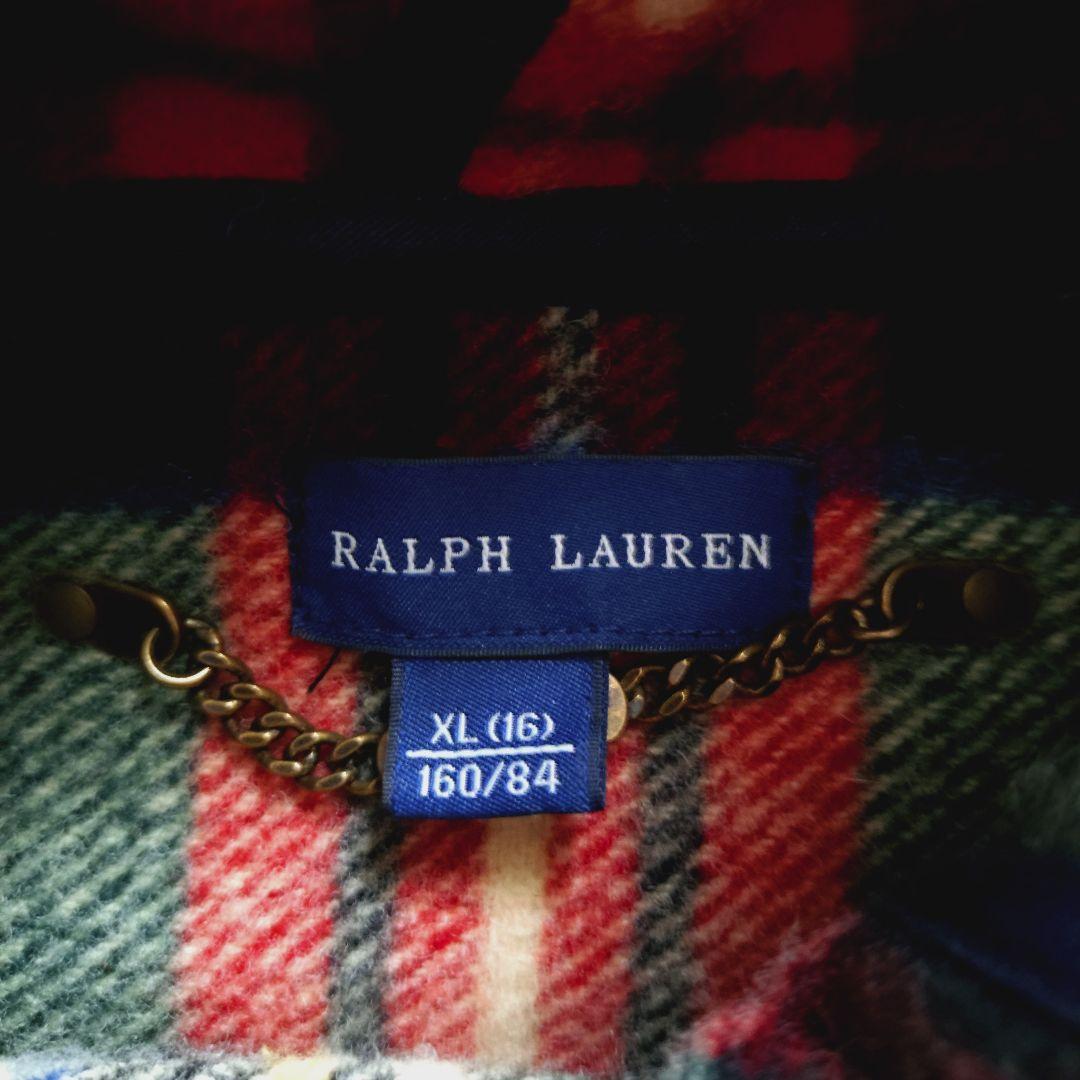 RALPH LAUREN
XL (16)
160/84